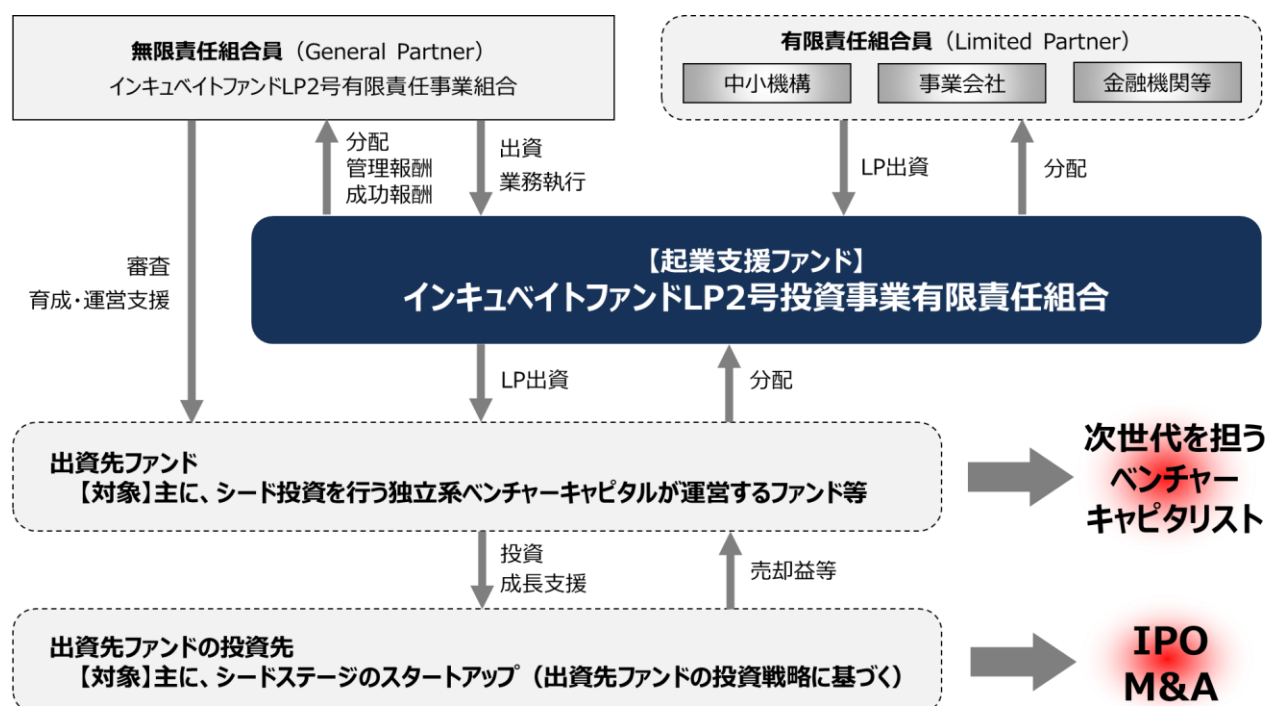 無限責任組合員（General Partner）
インキュベイトファンドLP2号有限責任事業組合
有限責任組合員（Limited Partner）
中小機構
事業会社
金融機関等
分配
管理報酬
成功報酬
出資
業務執行
LP出資
分配
審査
育成・運営支援
【起業支援ファンド】
インキュベイトファンドLP2号投資事業有限責任組合
LP出資
分配
出資先ファンド
【対象】主に、シード投資を行う独立系ベンチャーキャピタルが運営するファンド等
次世代を担う
ベンチャー
キャピタリスト
投資
成長支援
売却益等
出資先ファンドの投資先
【対象】主に、シードステージのスタートアップ（出資先ファンドの投資戦略に基づく）
IPO
M&A